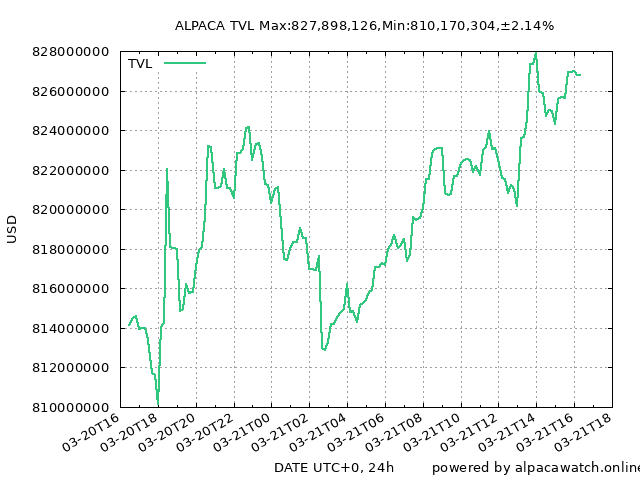 ALPACA TVL Max:827,898,126,Min:810,170,304,±2.14%
TVL
828000000
826000000
824000000
822000000
820000000
818000000
816000000
814000000
812000000
810000000
USD
03-20T16
03-20T18
03-20T20
03-20T22
03-21T00
03-21T02
03-21T04
03-21T06
03-21T08
03-21T10
03-21T12
03-21T14
03-21T16
03-21T18
DATE UTC+0, 24h
powered by alpacawatch.online